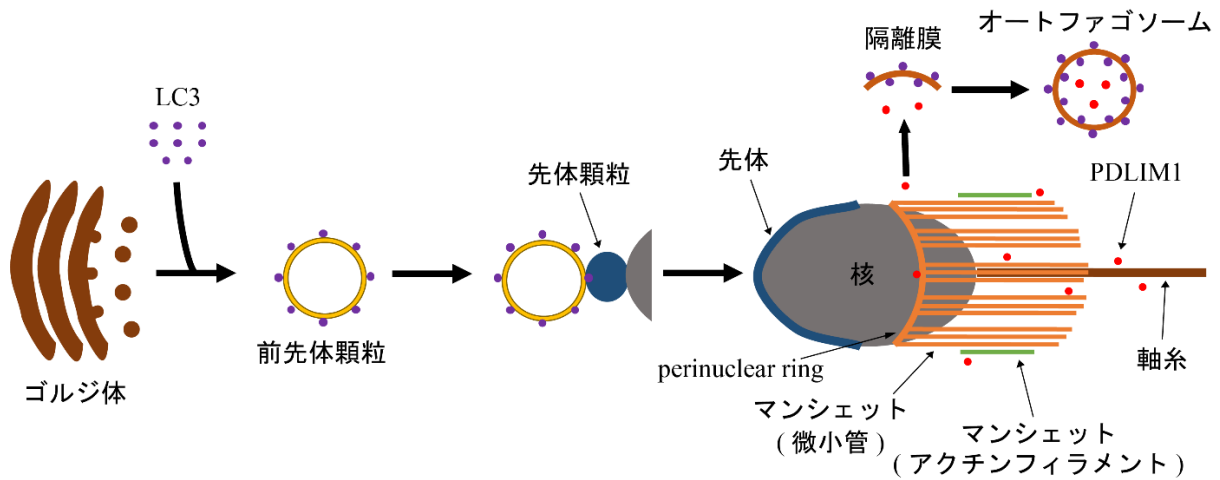 LC3
ゴルジ体
前先体顆粒
先体顆粒
先体
隔離膜
オートファゴソーム
PDLIM1
核
perinuclear ring
軸糸
マンシェット
( 微小管 )
マンシェット
( アクチンフィラメント )